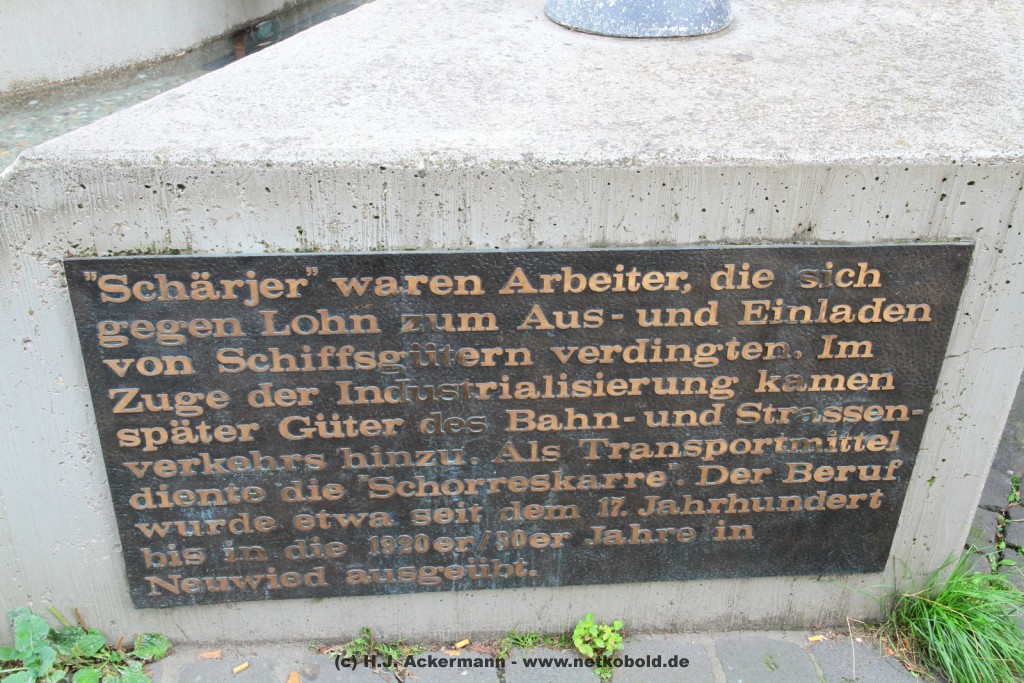 "Schärjer" waren Arbeiter, die sich
gegen Lohn zum Aus- und Einladen
von Schiffsgütern verdingten. Im
Zuge der Industrialisierung kamen
später Güter des Bahn- und Strassen-
verkehrs hinzu. Als Transportmittel
diente die "Schorreskarre". Der Beruf
wurde etwa seit dem 17. Jahrhundert
bis in die 1920er/30er Jahre in
Neuwied ausgeübt.
(c) H.J. Ackermann - www.netkobold.de